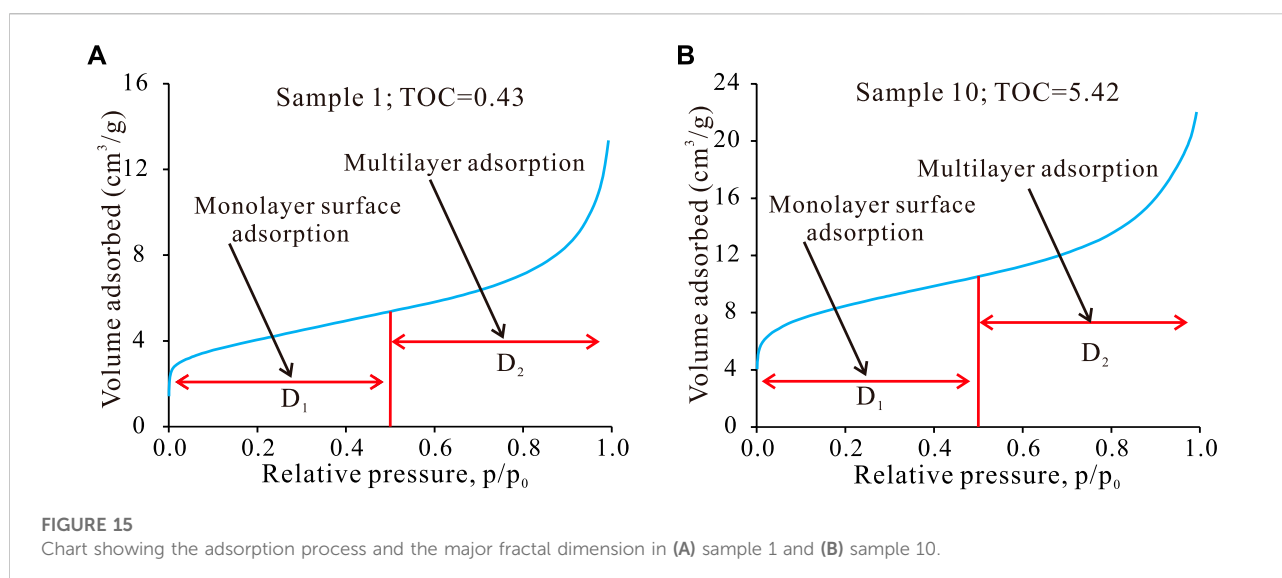 A
Sample 1; TOC=0.43
Multilayer adsorption
Monolayer surface
adsorption
Volume adsorbed (cm³/g)
16
12
8
4
0
D₁
D₂
0.0 0.2 0.4 0.6 0.8 1.0
Relative pressure, p/p₀
B
Sample 10; TOC=5.42
Multilayer adsorption
Monolayer surface
adsorption
Volume adsorbed (cm³/g)
24
20
16
12
8
4
0
D₁
D₂
0.0 0.2 0.4 0.6 0.8 1.0
Relative pressure, p/p₀
FIGURE 15
Chart showing the adsorption process and the major fractal dimension in (A) sample 1 and (B) sample 10.